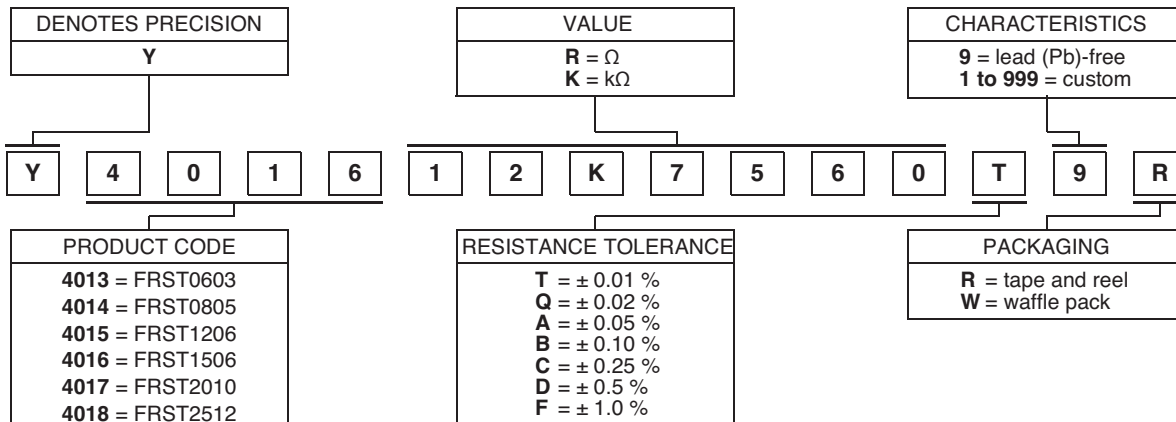 DENOTES PRECISION
Y
VALUE
R = Ω
K = kΩ
CHARACTERISTICS
9 = lead (Pb)-free
1 to 999 = custom
Y 4 0 1 6 1 2 K 7 5 6 0 T 9 R
PRODUCT CODE
4013 = FRST0603
4014 = FRST0805
4015 = FRST1206
4016 = FRST1506
4017 = FRST2010
4018 = FRST2512
RESISTANCE TOLERANCE
T = ± 0.01 %
Q = ± 0.02 %
A = ± 0.05 %
B = ± 0.10 %
C = ± 0.25 %
D = ± 0.5 %
F = ± 1.0 %
PACKAGING
R = tape and reel
W = waffle pack